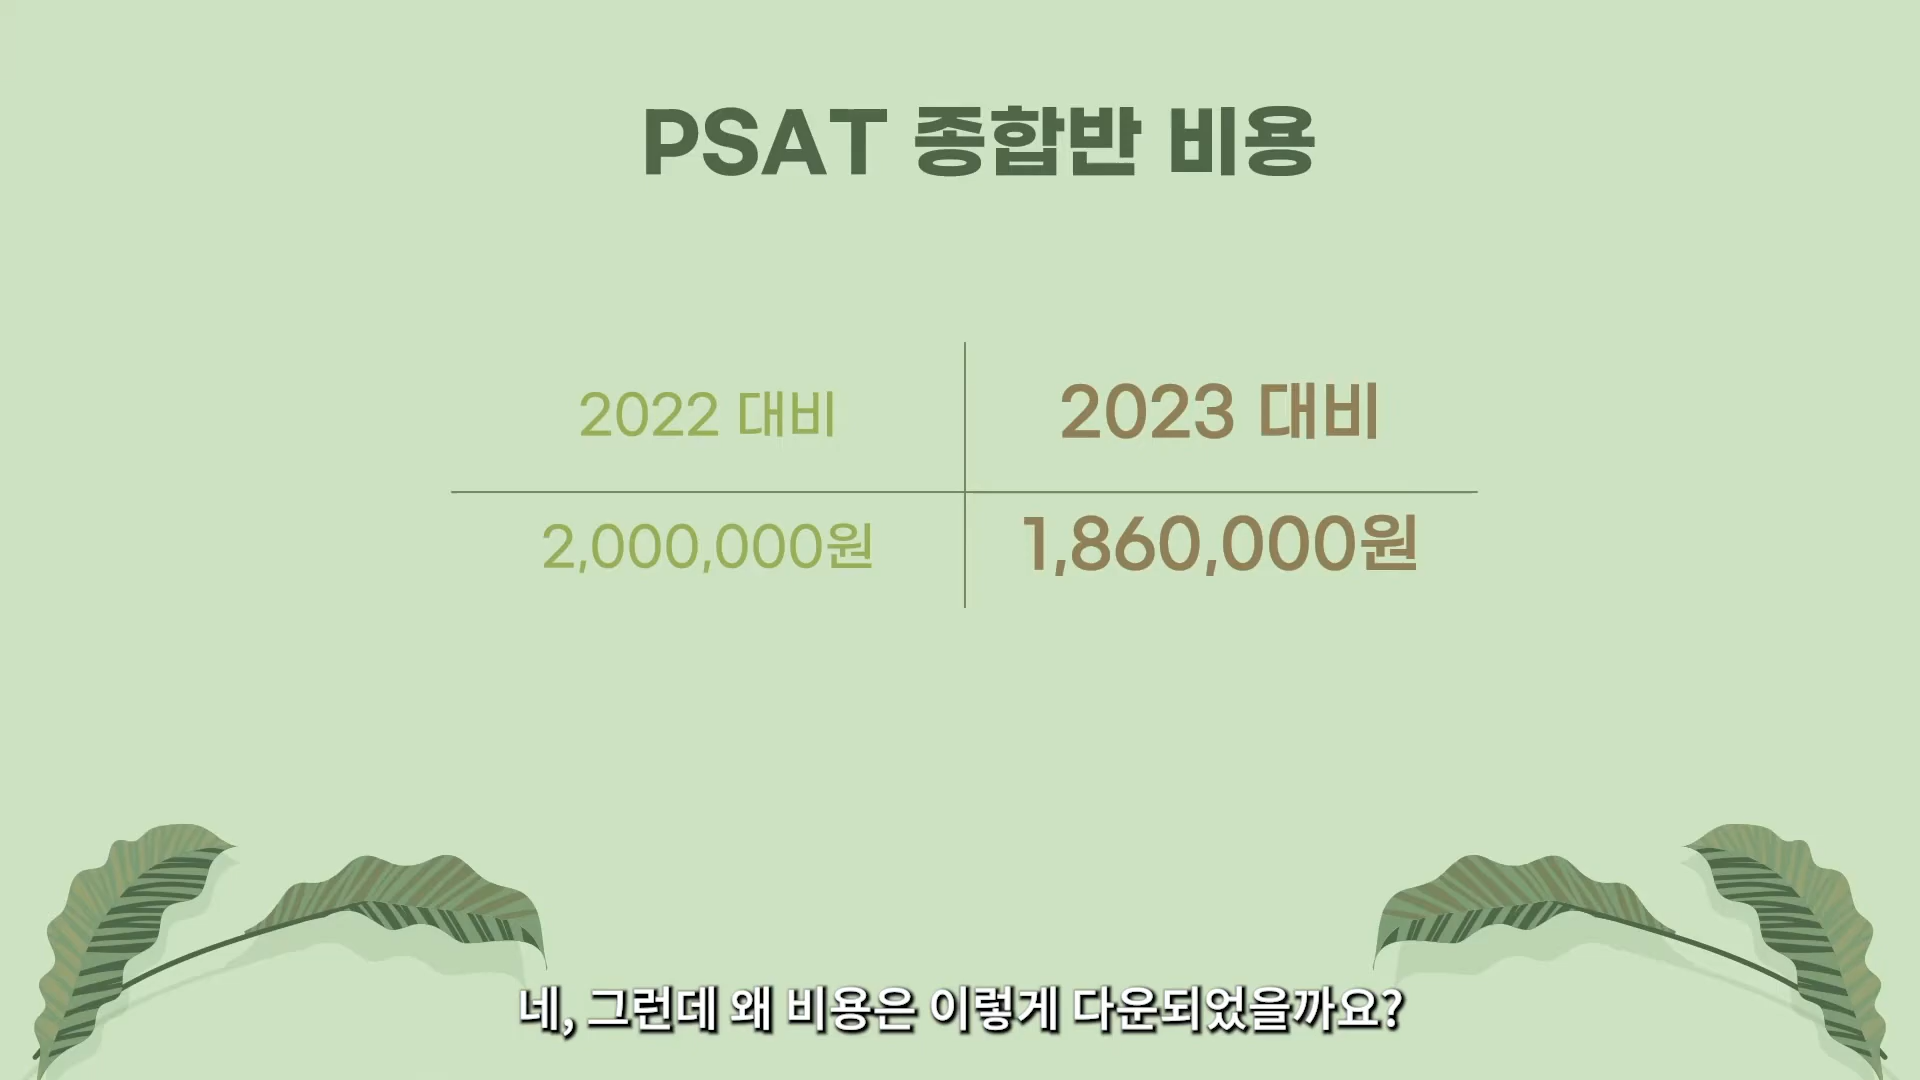 PSAT 종합반 비용
2022 대비
2023 대비
2,000,000원
1,860,000원
네, 그런데 왜 비용은 이렇게 다운되었을까요?